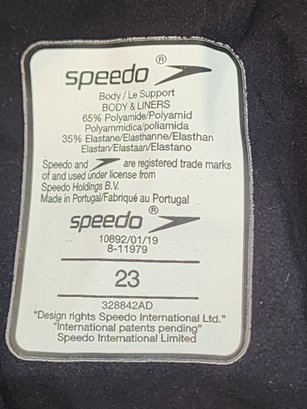 speedo®
Body / Le Support
BODY & LINERS
65% Polyamide/Polyamid
Polyammidica/poliamida
35% Elastane/Elasthanne/Elasthan
Elastan/Elastaan/Elastano
Speedo and are registered trade marks
of and used under license from
Speedo Holdings B.V.
Made in Portugal/Fabriqué au Portugal
speedo®
10892/01/19
8-11979
23
328842AD
"Design rights Speedo International Ltd."
"International patents pending"
Speedo International Limited